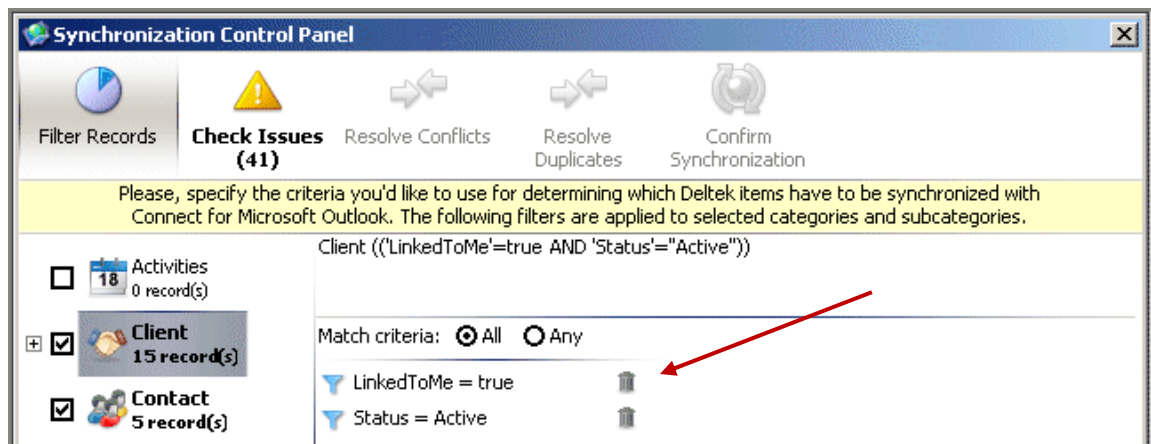 Synchronization Control Panel
Filter Records
Check Issues
(41)
Resolve Conflicts
Resolve
Duplicates
Confirm
Synchronization
Please, specify the criteria you'd like to use for determining which Deltek items have to be synchronized with
Connect for Microsoft Outlook. The following filters are applied to selected categories and subcategories.
Client (('LinkedToMe'=true AND 'Status'="Active"))
18
Activities
0 record(s)
Client
15 record(s)
Contact
5 record(s)
Match criteria: All Any
LinkedToMe = true
Status = Active